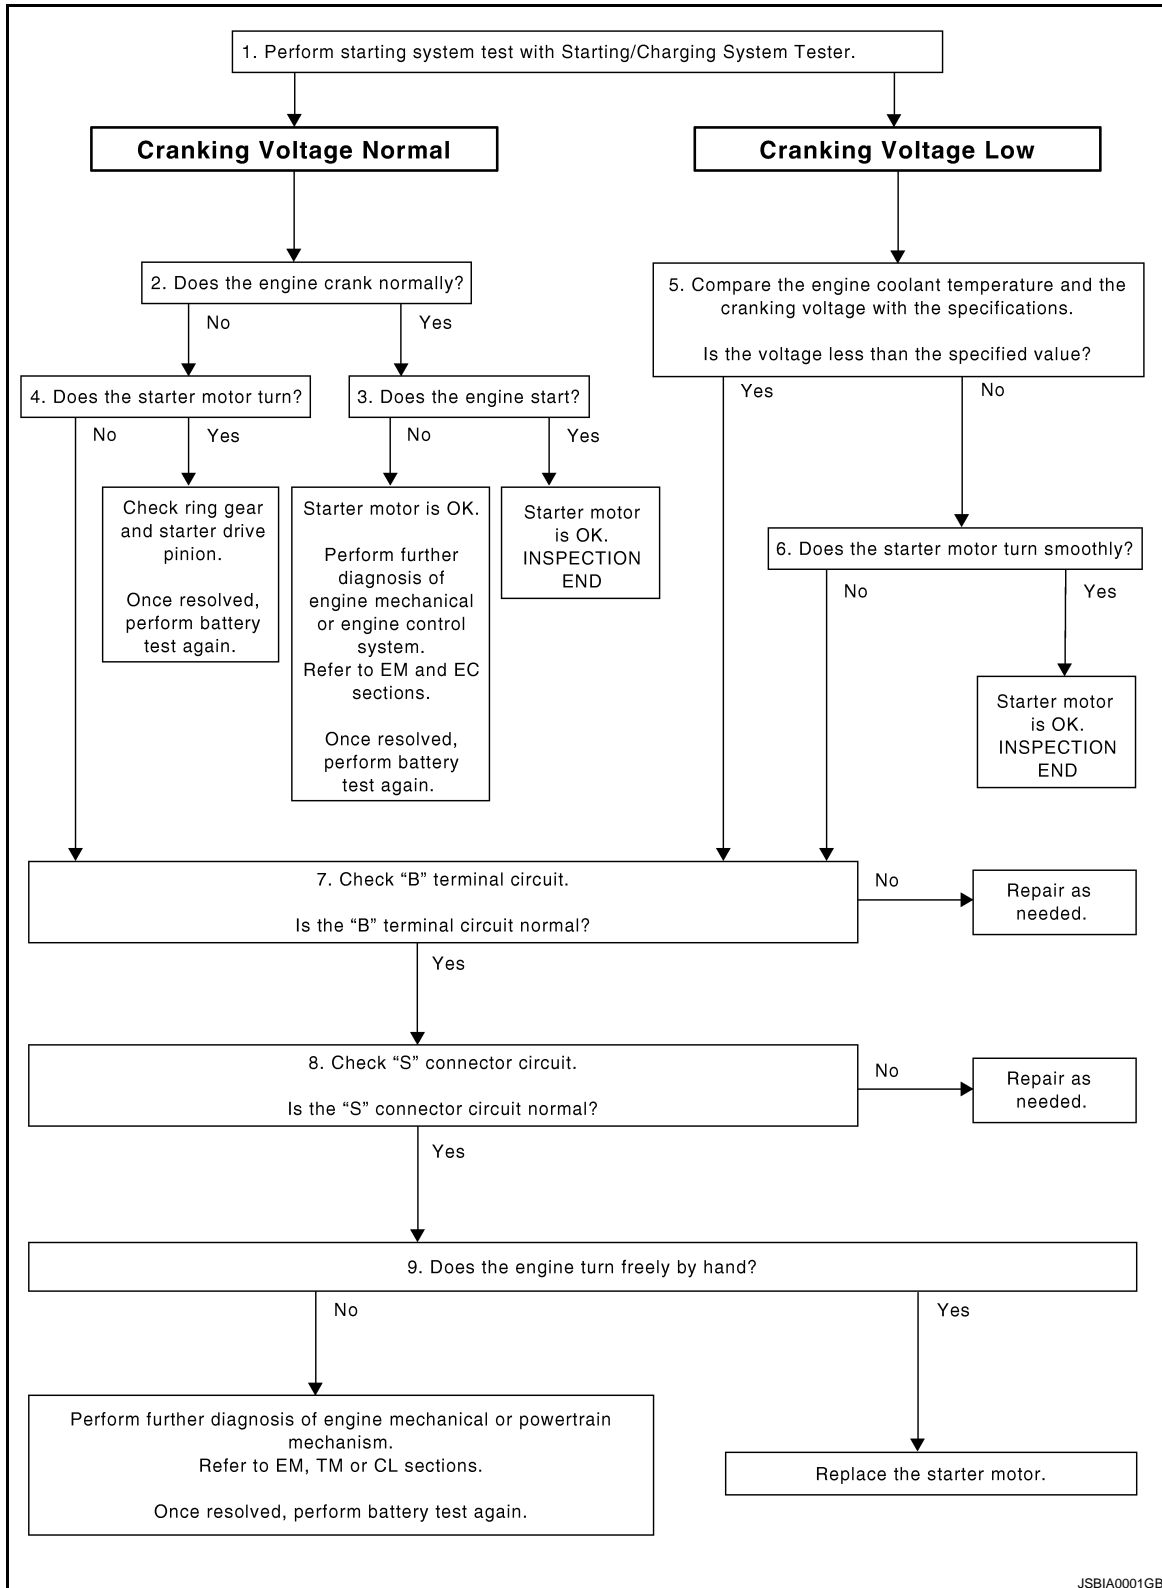 1. Perform starting system test with Starting/Charging System Tester.
Cranking Voltage Normal
Cranking Voltage Low
2. Does the engine crank normally?
No
Yes
4. Does the starter motor turn?
3. Does the engine start?
No
Yes
No
Yes
Check ring gear
and starter drive
pinion.
Once resolved,
perform battery
test again.
Starter motor is OK.
Perform further
diagnosis of
engine mechanical
or engine control
system.
Refer to EM and EC
sections.
Once resolved,
perform battery
test again.
Starter motor
is OK.
INSPECTION
END
5. Compare the engine coolant temperature and the
cranking voltage with the specifications.
Is the voltage less than the specified value?
Yes
No
6. Does the starter motor turn smoothly?
No
Yes
Starter motor
is OK.
INSPECTION
END
7. Check “B” terminal circuit.
Is the “B” terminal circuit normal?
No
Repair as
needed.
Yes
8. Check “S” connector circuit.
Is the “S” connector circuit normal?
No
Repair as
needed.
Yes
9. Does the engine turn freely by hand?
No
Yes
Perform further diagnosis of engine mechanical or powertrain
mechanism.
Refer to EM, TM or CL sections.
Once resolved, perform battery test again.
Replace the starter motor.
JSBIA0001GB